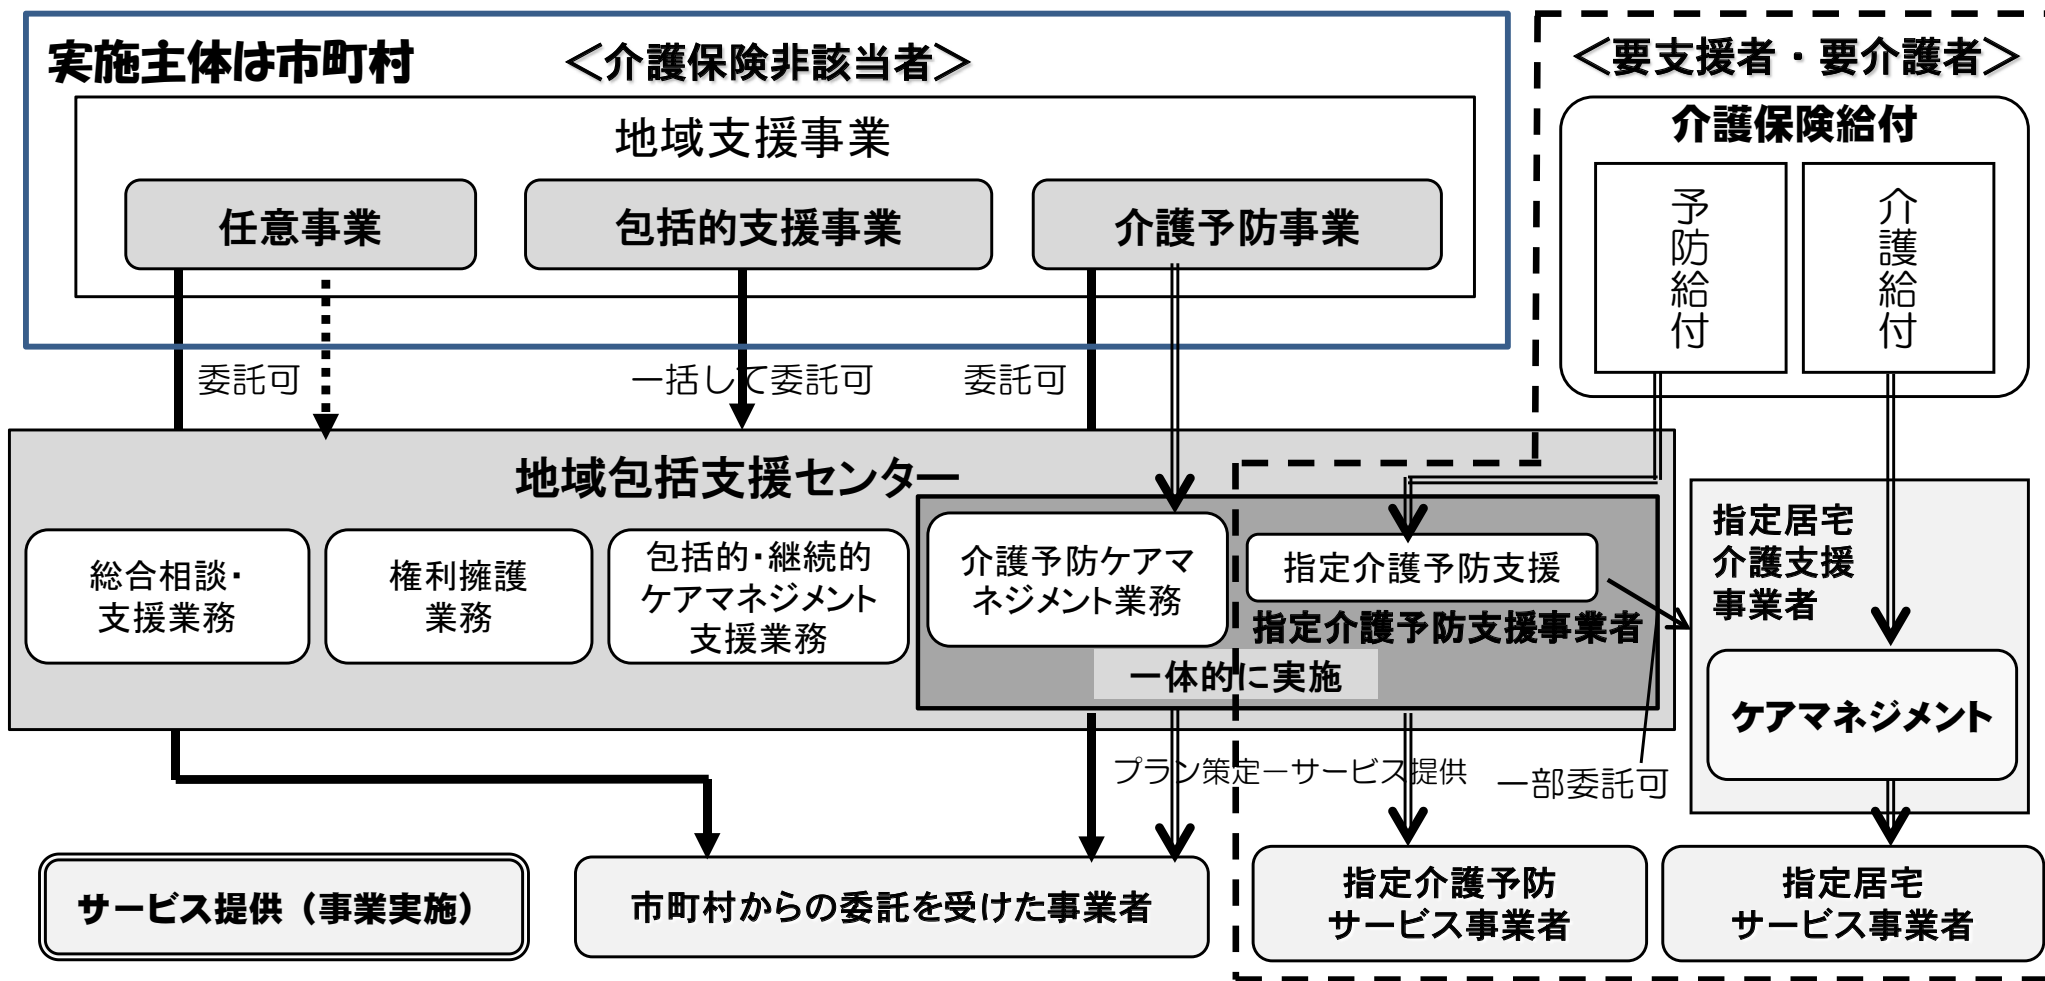 実施主体は市町村
＜介護保険非該当者＞
＜要支援者・要介護者＞
地域支援事業
介護保険給付
任意事業
包括的支援事業
介護予防事業
予防給付
介護給付
委託可
一括して委託可
委託可
地域包括支援センター
総合相談・
支援業務
権利擁護
業務
包括的・継続的
ケアマネジメント
支援業務
介護予防ケアマ
ネジメント業務
指定介護予防支援
指定介護予防支援事業者
一体的に実施
指定居宅
介護支援
事業者
ケアマネジメント
プラン策定－サービス提供
一部委託可
サービス提供（事業実施）
市町村からの委託を受けた事業者
指定介護予防
サービス事業者
指定居宅
サービス事業者